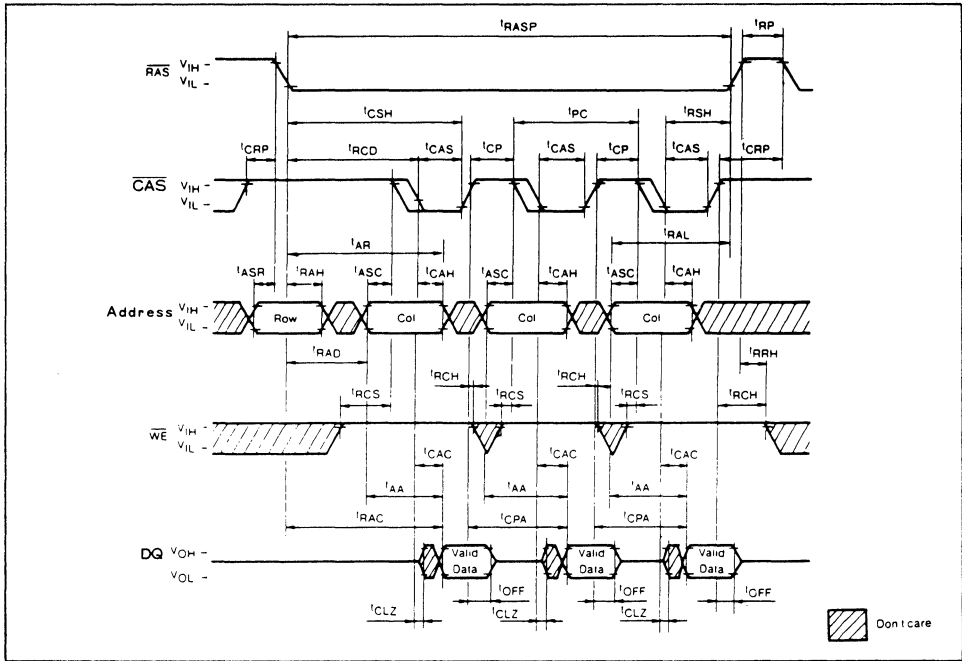 tRASP tRP
RAS VIH –
VIL –
tCSH tPC tRSH
tCRP tRCD tCAS tCP tCAS tCP tCAS tCRP
CAS VIH –
VIL –
tAR tRAL
tASR tRAH tASC tCAH tASC tCAH tASC tCAH
Address VIH –
VIL –
Row Col Col Col
tRAD tRRH
tRCS tRCH tRCS tRCH tRCS tRCH
WE VIH –
VIL –
tCAC tCAC tCAC
tAA tAA tAA
tRAC tCPA tCPA
DQ VOH –
VOL –
Valid Data Valid Data Valid Data
tOFF tOFF tOFF
tCLZ tCLZ tCLZ
Don t care